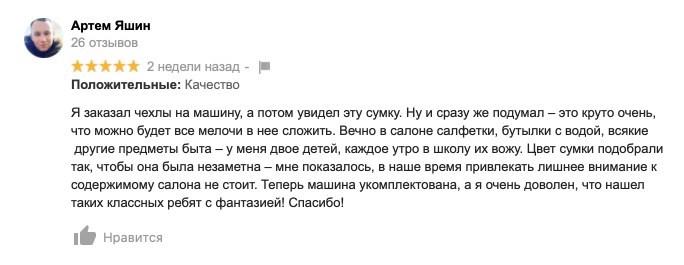 Артем Яшин
26 отзывов
2 недели назад -
Положительные: Качество
Я заказал чехлы на машину, а потом увидел эту сумку. Ну и сразу же подумал – это круто очень,
что можно будет все мелочи в нее сложить. Вечно в салоне салфетки, бутылки с водой, всякие
другие предметы быта – у меня двое детей, каждое утро в школу их вожу. Цвет сумки подобрали
так, чтобы она была незаметна – мне показалось, в наше время привлекать лишнее внимание к
содержимому салона не стоит. Теперь машина укомплектована, а я очень доволен, что нашел
таких классных ребят с фантазией! Спасибо!
Нравится